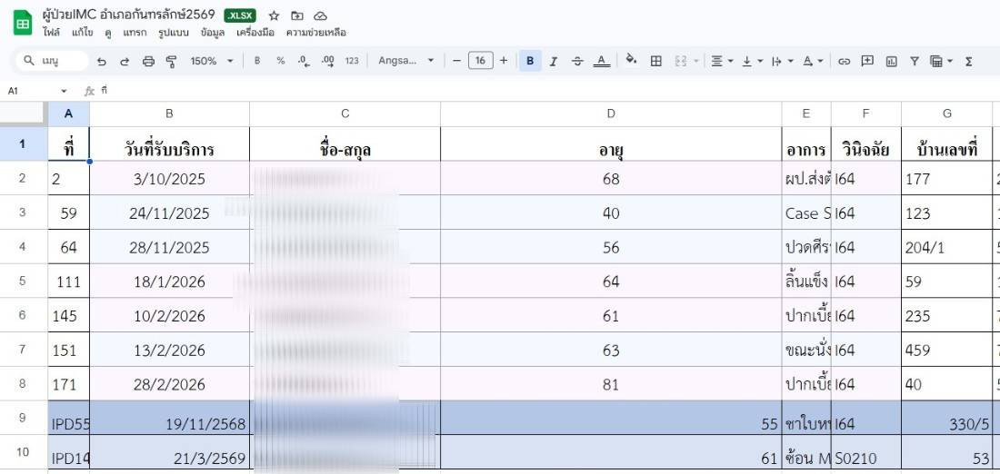 ผู้ป่วยIMC อำเภอกันทรลักษ์2569 .XLSX
ไฟล์ แก้ไข ดู แทรก รูปแบบ ข้อมูล เครื่องมือ ความช่วยเหลือ
เมนู 150% B % .0 .00 123 Angsa... − 16 + B I S A A Σ
A1 fx ที่
A B C D E F G
1 ที่ วันที่รับบริการ ชื่อ-สกุล อายุ อาการ วินิจฉัย บ้านเลขที่
2 2 3/10/2025 68 ผป.ส่งต I64 177
3 59 24/11/2025 40 Case S I64 123
4 64 28/11/2025 56 ปวดศีร I64 204/1
5 111 18/1/2026 64 ลิ้นแข็ง I64 59
6 145 10/2/2026 61 ปากเบี้ย I64 235
7 151 13/2/2026 63 ขณะนั่ง I64 459
8 171 28/2/2026 81 ปากเบี้ย I64 40
9 IPD55 19/11/2568 55 ชาใบห I64 330/5
10 IPD14 21/3/2569 61 ซ้อน M S0210 53